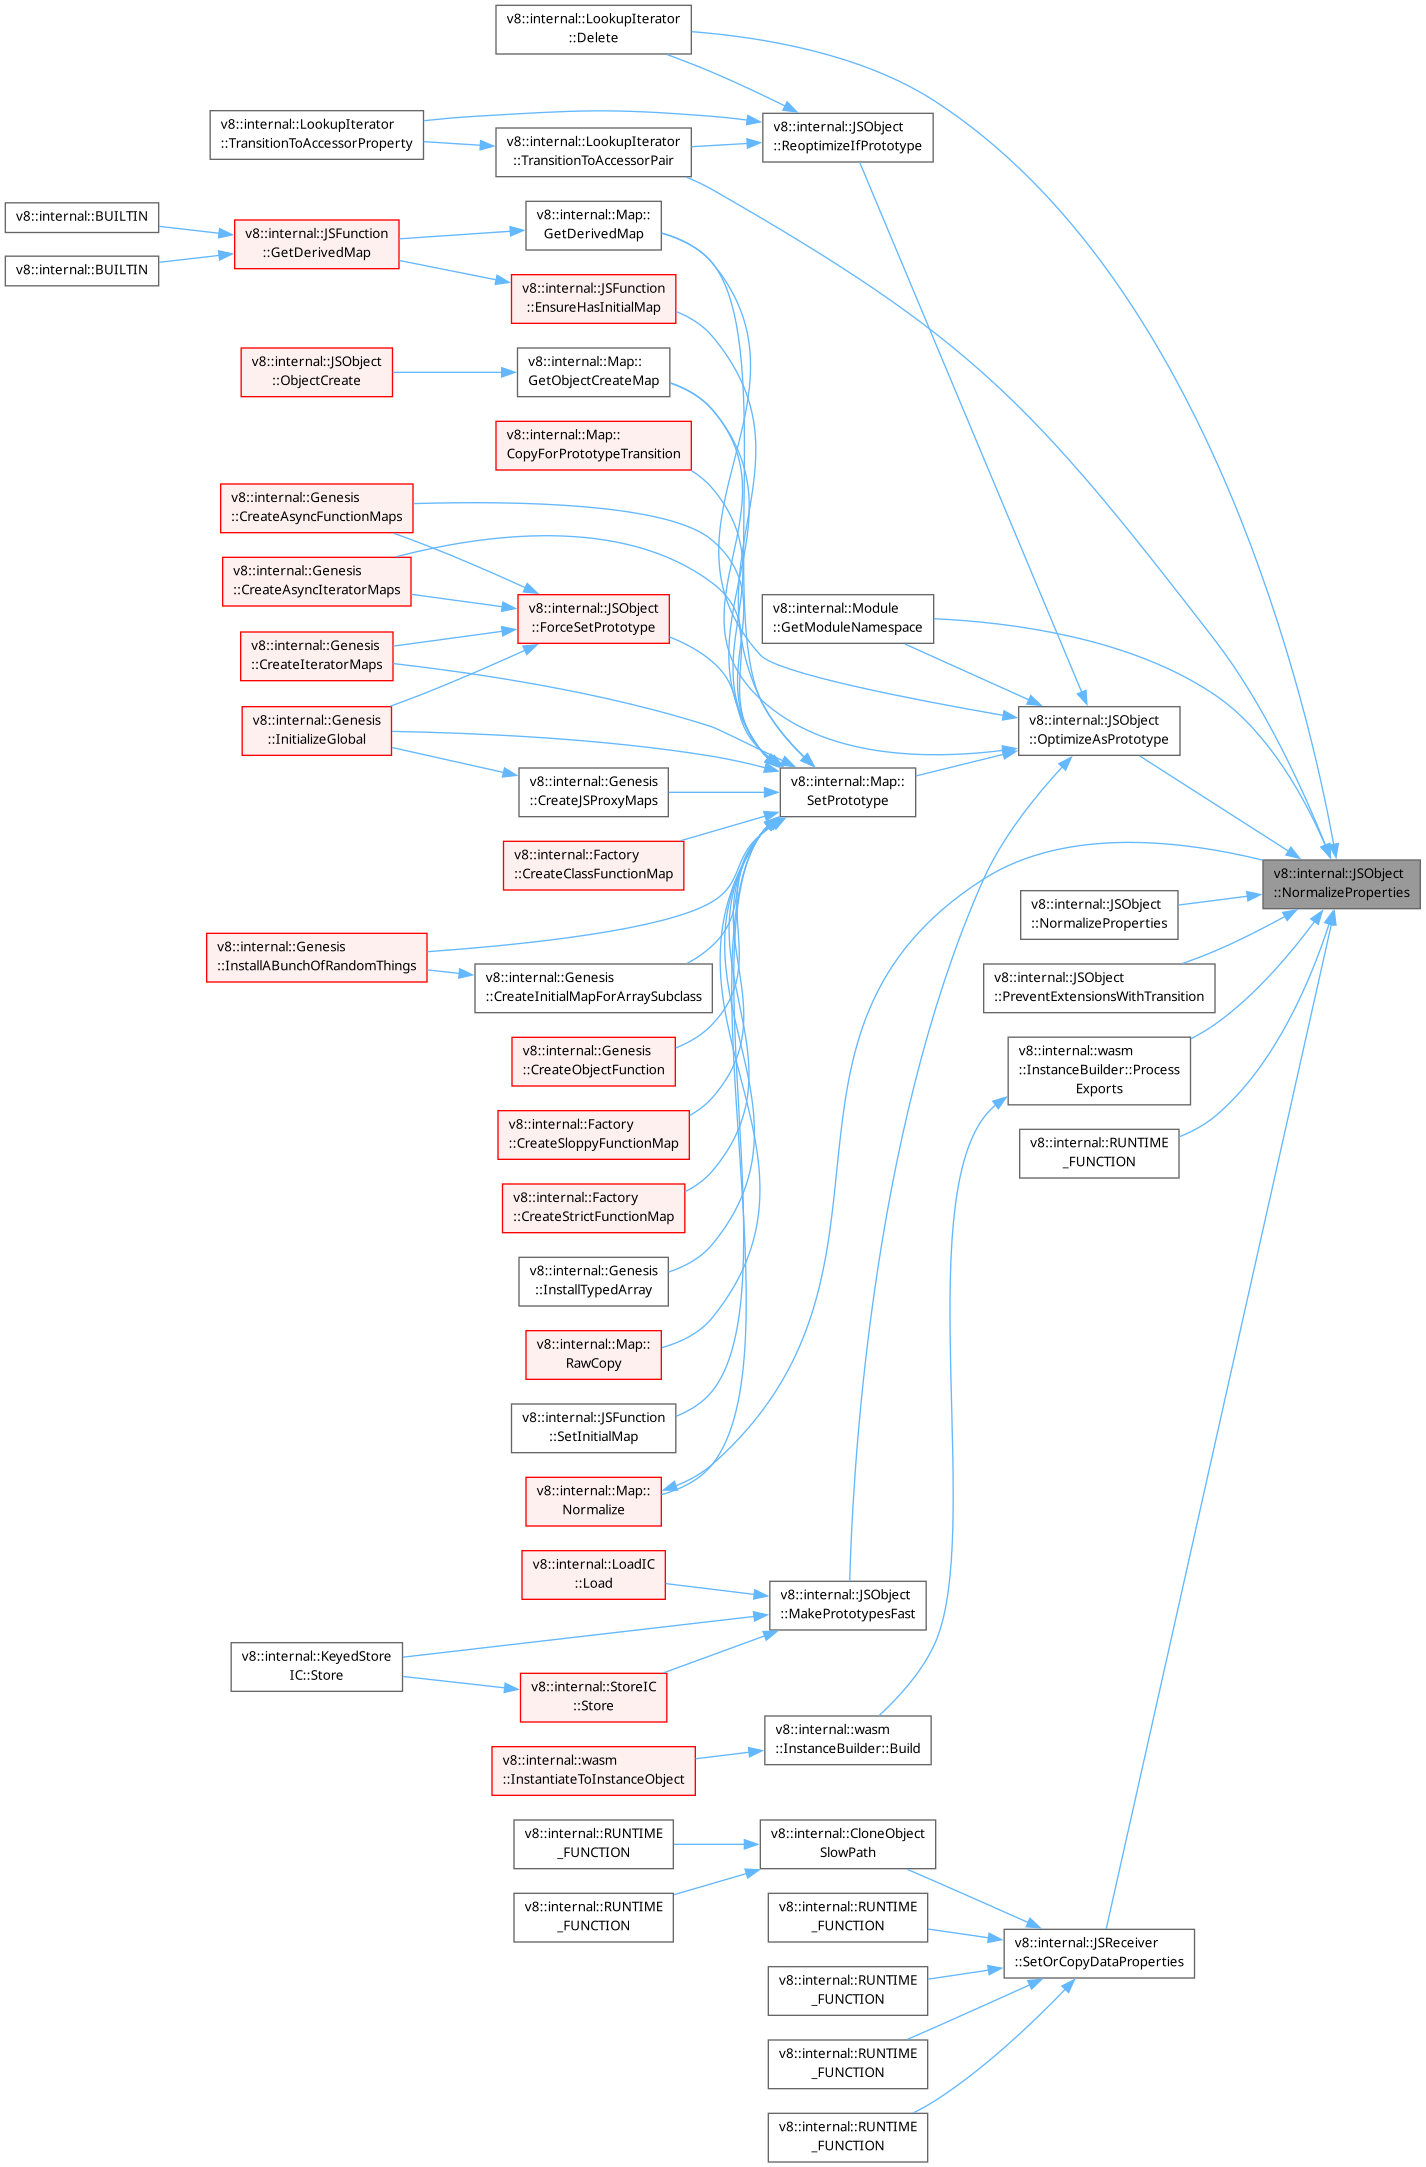 v8::internal::LookupIterator
::Delete
v8::internal::LookupIterator
::TransitionToAccessorProperty
v8::internal::LookupIterator
::TransitionToAccessorPair
v8::internal::JSObject
::ReoptimizeIfPrototype
v8::internal::BUILTIN
v8::internal::BUILTIN
v8::internal::JSFunction
::GetDerivedMap
v8::internal::Map::
GetDerivedMap
v8::internal::JSFunction
::EnsureHasInitialMap
v8::internal::JSObject
::ObjectCreate
v8::internal::Map::
GetObjectCreateMap
v8::internal::Map::
CopyForPrototypeTransition
v8::internal::Genesis
::CreateAsyncFunctionMaps
v8::internal::Genesis
::CreateAsyncIteratorMaps
v8::internal::JSObject
::ForceSetPrototype
v8::internal::Module
::GetModuleNamespace
v8::internal::Genesis
::CreateIteratorMaps
v8::internal::Genesis
::InitializeGlobal
v8::internal::JSObject
::OptimizeAsPrototype
v8::internal::Genesis
::CreateJSProxyMaps
v8::internal::Map::
SetPrototype
v8::internal::Factory
::CreateClassFunctionMap
v8::internal::JSObject
::NormalizeProperties
v8::internal::JSObject
::NormalizeProperties
v8::internal::Genesis
::InstallABunchOfRandomThings
v8::internal::Genesis
::CreateInitialMapForArraySubclass
v8::internal::JSObject
::PreventExtensionsWithTransition
v8::internal::Genesis
::CreateObjectFunction
v8::internal::wasm
::InstanceBuilder::Process
Exports
v8::internal::Factory
::CreateSloppyFunctionMap
v8::internal::RUNTIME
_FUNCTION
v8::internal::Factory
::CreateStrictFunctionMap
v8::internal::Genesis
::InstallTypedArray
v8::internal::Map::
RawCopy
v8::internal::JSFunction
::SetInitialMap
v8::internal::Map::
Normalize
v8::internal::LoadIC
::Load
v8::internal::JSObject
::MakePrototypesFast
v8::internal::KeyedStore
IC::Store
v8::internal::StoreIC
::Store
v8::internal::wasm
::InstanceBuilder::Build
v8::internal::wasm
::InstantiateToInstanceObject
v8::internal::RUNTIME
_FUNCTION
v8::internal::CloneObject
SlowPath
v8::internal::RUNTIME
_FUNCTION
v8::internal::RUNTIME
_FUNCTION
v8::internal::JSReceiver
::SetOrCopyDataProperties
v8::internal::RUNTIME
_FUNCTION
v8::internal::RUNTIME
_FUNCTION
v8::internal::RUNTIME
_FUNCTION